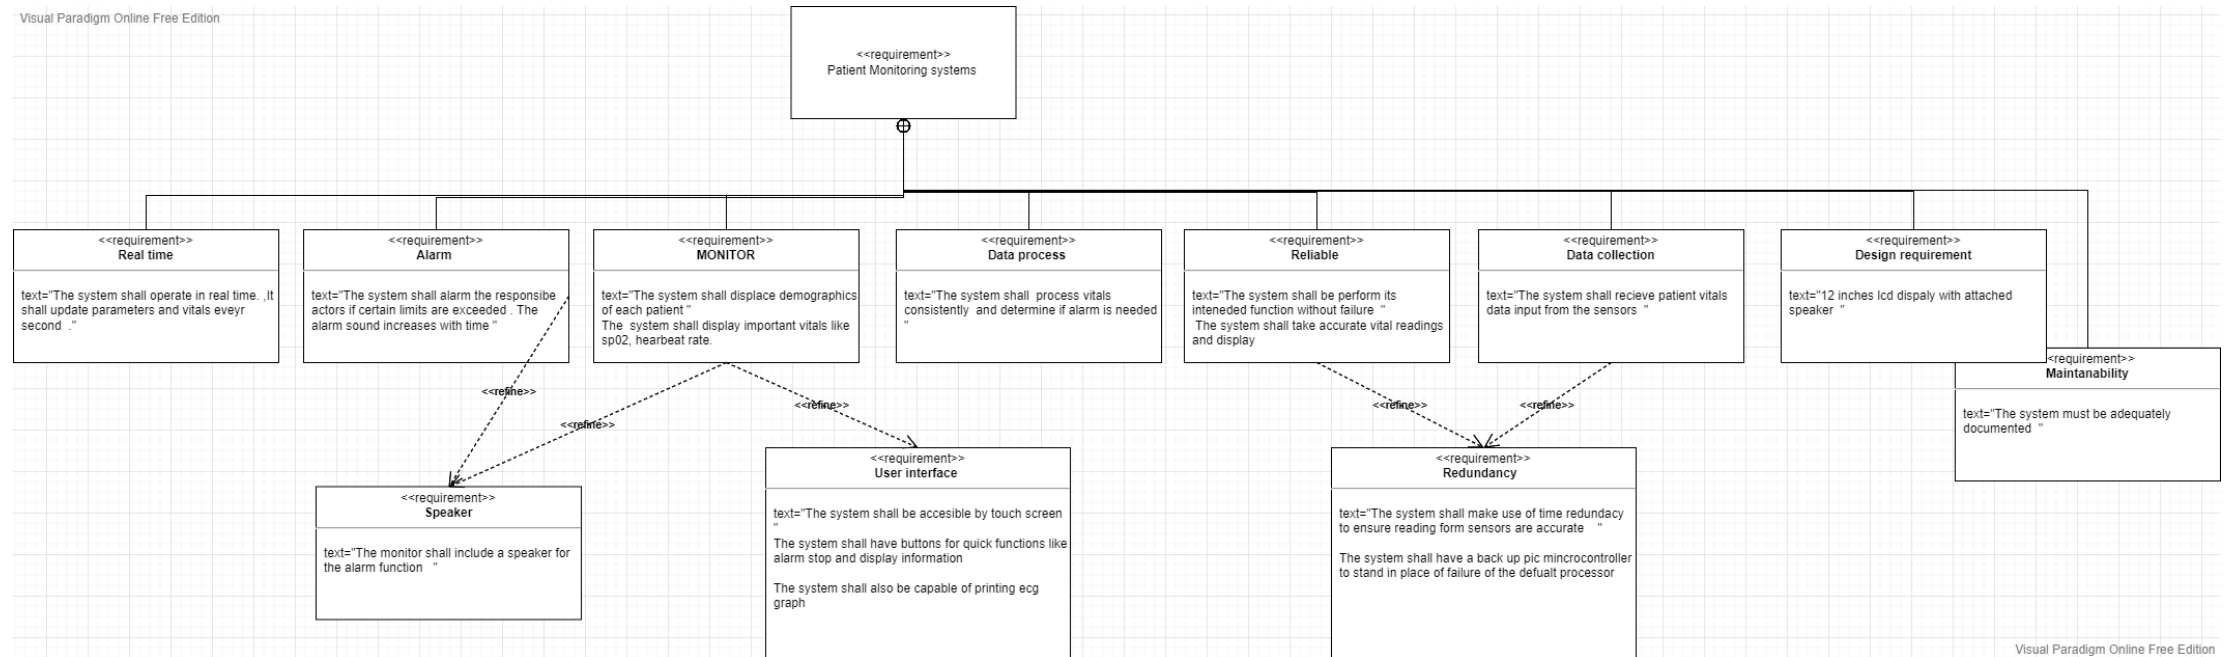 Visual Paradigm Online Free Edition
<<requirement>>
Patient Monitoring systems
<<requirement>>
Real time
text="The system shall operate in real time. ,It
shall update parameters and vitals eveyr
second  ."
<<requirement>>
Alarm
text="The system shall alarm the responsibe
actors if certain limits are exceeded . The
alarm sound increases with time "
<<requirement>>
MONITOR
text="The system shall displace demographics
of each patient "
The  system shall display important vitals like
sp02, hearbeat rate.
<<requirement>>
Data process
text="The system shall  process vitals
consistently  and determine if alarm is needed
"
<<requirement>>
Reliable
text="The system shall be perform its
inteneded function without failure  "
The system shall take accurate vital readings
and display
<<requirement>>
Data collection
text="The system shall recieve patient vitals
data input from the sensors  "
<<requirement>>
Design requirement
text="12 inches lcd dispaly with attached
speaker  "
<requirement>>
Maintanability
text="The system must be adequately
documented  "
<<refine>>
<<refine>>
<<refine>>
<<refine>>
<<refine>>
<<requirement>>
Speaker
text="The monitor shall include a speaker for
the alarm function   "
<<requirement>>
User interface
text="The system shall be accesible by touch screen
"
The system shall have buttons for quick functions like
alarm stop and display information
The system shall also be capable of printing ecg
graph
<<requirement>>
Redundancy
text="The system shall make use of time redundacy
to ensure reading form sensors are accurate    "
The system shall have a back up pic mincrocontroller
to stand in place of failure of the defualt processor
Visual Paradigm Online Free Edition